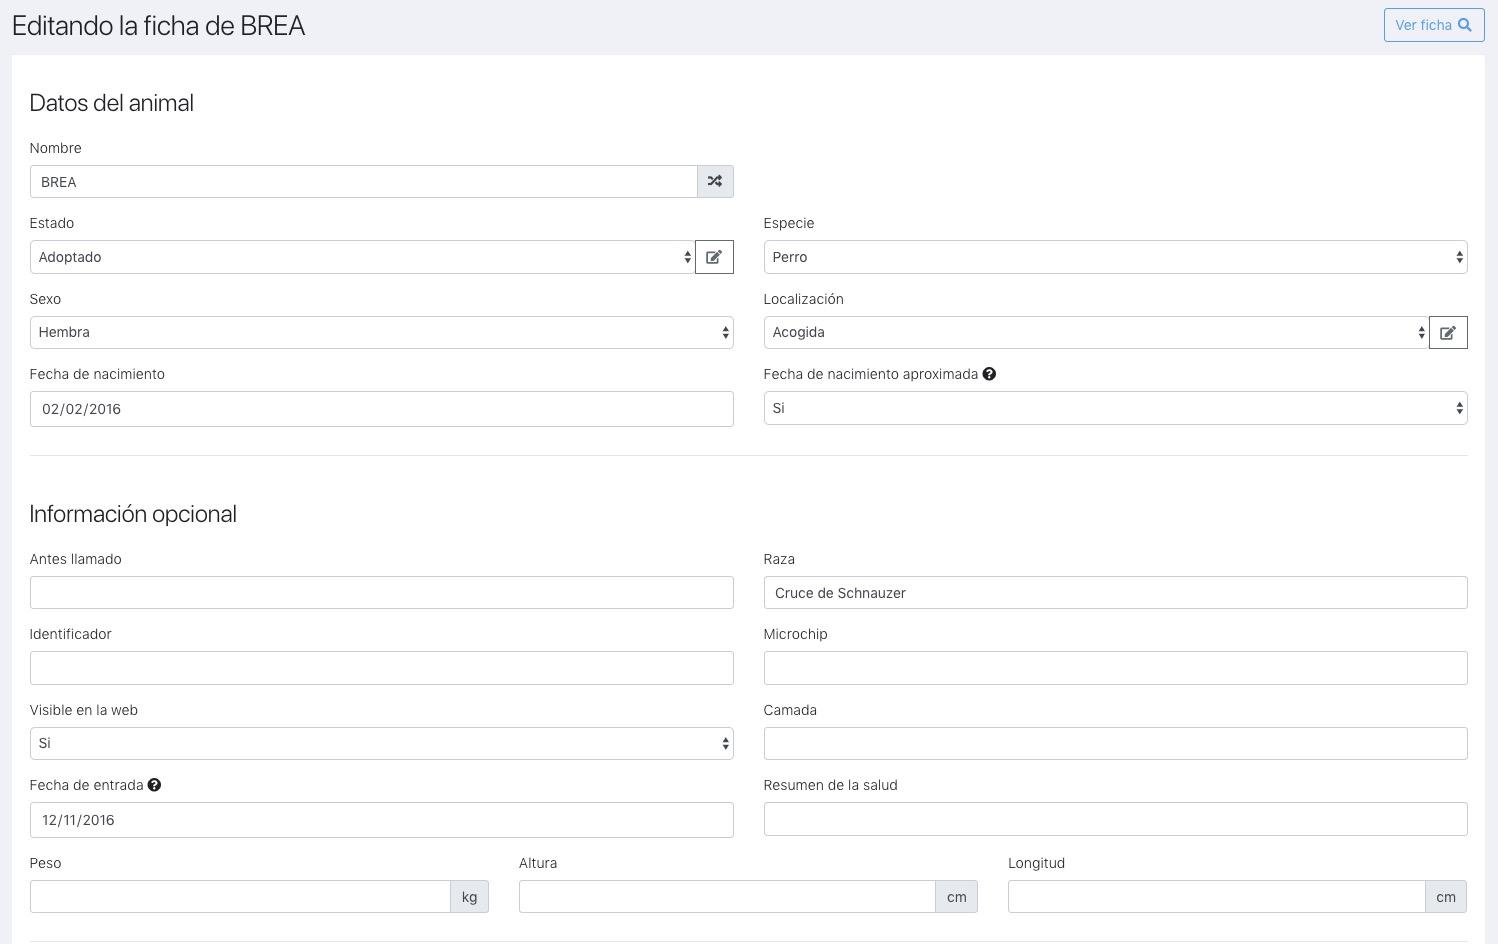 Editando la ficha de BREA
Ver ficha
Datos del animal
Nombre
BREA
Estado
Especie
Adoptado
Perro
Sexo
Localización
Hembra
Acogida
Fecha de nacimiento
Fecha de nacimiento aproximada
02/02/2016
Si
Información opcional
Antes llamado
Raza
Cruce de Schnauzer
Identificador
Microchip
Visible en la web
Camada
Si
Fecha de entrada
Resumen de la salud
12/11/2016
Peso
Altura
Longitud
kg
cm
cm